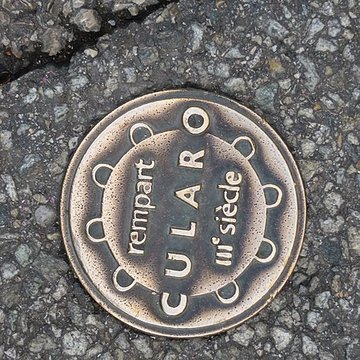 rempart
CULARO
IIIe siècle